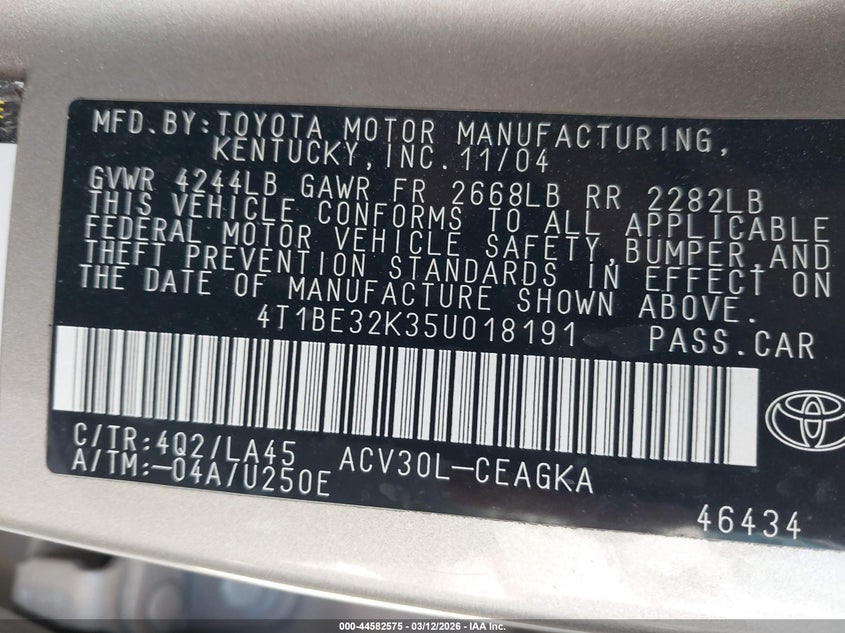 MFD.BY:TOYOTA MOTOR MANUFACTURING,
KENTUCKY,INC.11/04
GVWR 4244LB GAWR FR 2668LB RR 2282LB
THIS VEHICLE CONFORMS TO ALL APPLICABLE
FEDERAL MOTOR VEHICLE SAFETY,BUMPER,AND
THEFT PREVENTION STANDARDS IN EFFECT ON
THE DATE OF MANUFACTURE SHOWN ABOVE.
4T1BE32K35U018191 PASS.CAR
C/TR:4Q2/LA45 ACV30L-CEAGKA
A/TM:-04A/U250E
46434
000-44582575 - 03/12/2026 - IAA Inc.